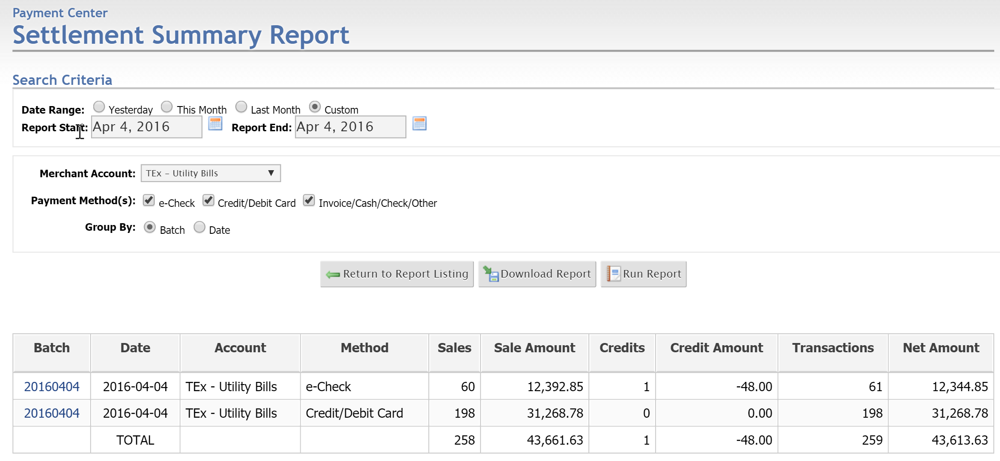 Payment Center
Settlement Summary Report
Search Criteria
Date Range: Yesterday This Month Last Month Custom
Report Start: Apr 4, 2016 Report End: Apr 4, 2016
Merchant Account: TEx - Utility Bills ▼
Payment Method(s): e-Check Credit/Debit Card Invoice/Cash/Check/Other
Group By: Batch Date
Return to Report Listing Download Report Run Report
Batch Date Account Method Sales Sale Amount Credits Credit Amount Transactions Net Amount
20160404 2016-04-04 TEx - Utility Bills e-Check 60 12,392.85 1 -48.00 61 12,344.85
20160404 2016-04-04 TEx - Utility Bills Credit/Debit Card 198 31,268.78 0 0.00 198 31,268.78
TOTAL 258 43,661.63 1 -48.00 259 43,613.63